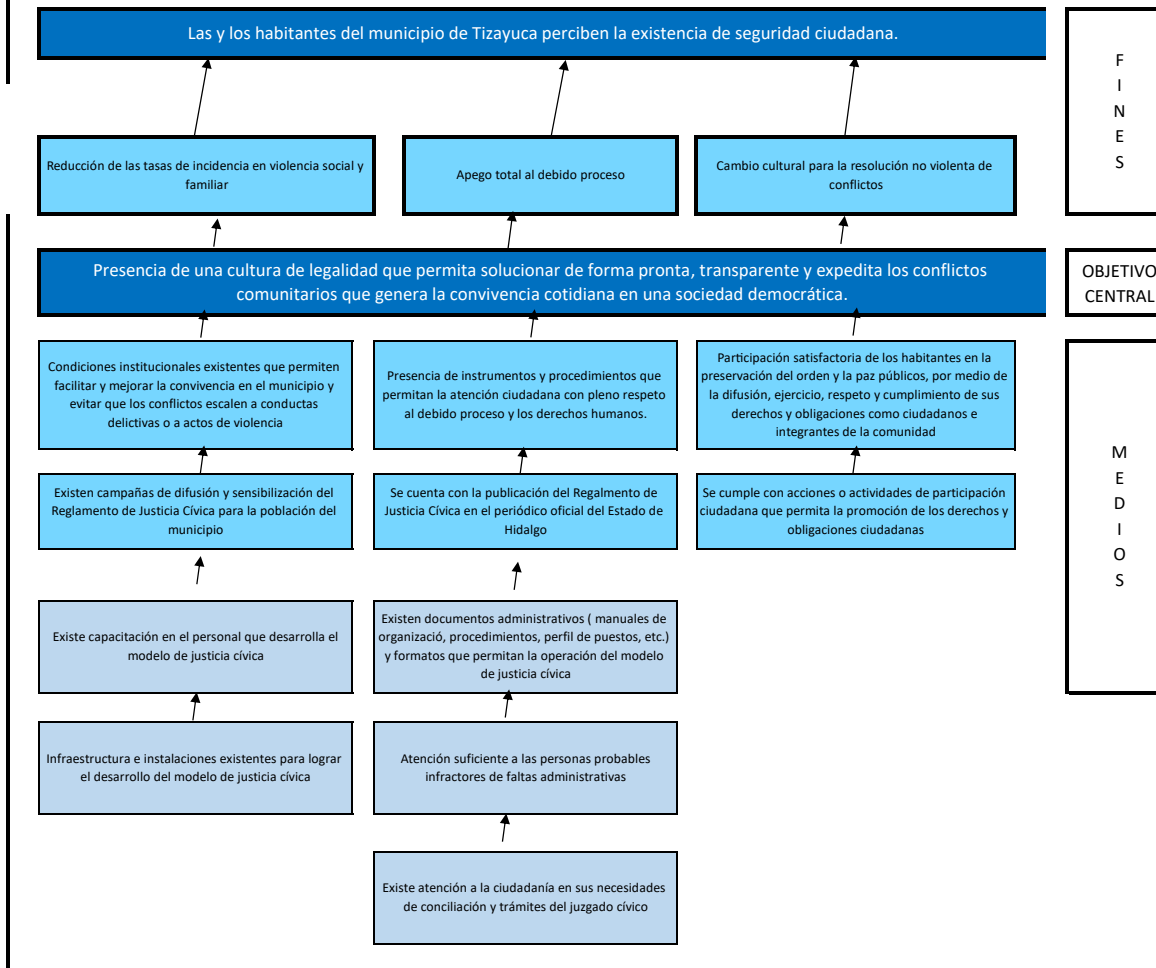 Las y los habitantes del municipio de Tizayuca perciben la existencia de seguridad ciudadana.
F
I
N
E
S
Reducción de las tasas de incidencia en violencia social y
familiar
Apego total al debido proceso
Cambio cultural para la resolución no violenta de
conflictos
Presencia de una cultura de legalidad que permita solucionar de forma pronta, transparente y expedita los conflictos
comunitarios que genera la convivencia cotidiana en una sociedad democrática.
OBJETIVO
CENTRAL
Condiciones institucionales existentes que permiten
facilitar y mejorar la convivencia en el municipio y
evitar que los conflictos escalen a conductas
delictivas o a actos de violencia
Presencia de instrumentos y procedimientos que
permitan la atención ciudadana con pleno respeto
al debido proceso y los derechos humanos.
Participación satisfactoria de los habitantes en la
preservación del orden y la paz públicos, por medio de
la difusión, ejercicio, respeto y cumplimiento de sus
derechos y obligaciones como ciudadanos e
integrantes de la comunidad
M
E
D
I
O
S
Existen campañas de difusión y sensibilización del
Reglamento de Justicia Cívica para la población del
municipio
Se cuenta con la publicación del Regalmento de
Justicia Cívica en el periódico oficial del Estado de
Hidalgo
Se cumple con acciones o actividades de participación
ciudadana que permita la promoción de los derechos y
obligaciones ciudadanas
Existe capacitación en el personal que desarrolla el
modelo de justicia cívica
Existen documentos administrativos ( manuales de
organizació, procedimientos, perfil de puestos, etc.)
y formatos que permitan la operación del modelo
de justicia cívica
Infraestructura e instalaciones existentes para lograr
el desarrollo del modelo de justicia cívica
Atención suficiente a las personas probables
infractores de faltas administrativas
Existe atención a la ciudadanía en sus necesidades
de conciliación y trámites del juzgado cívico